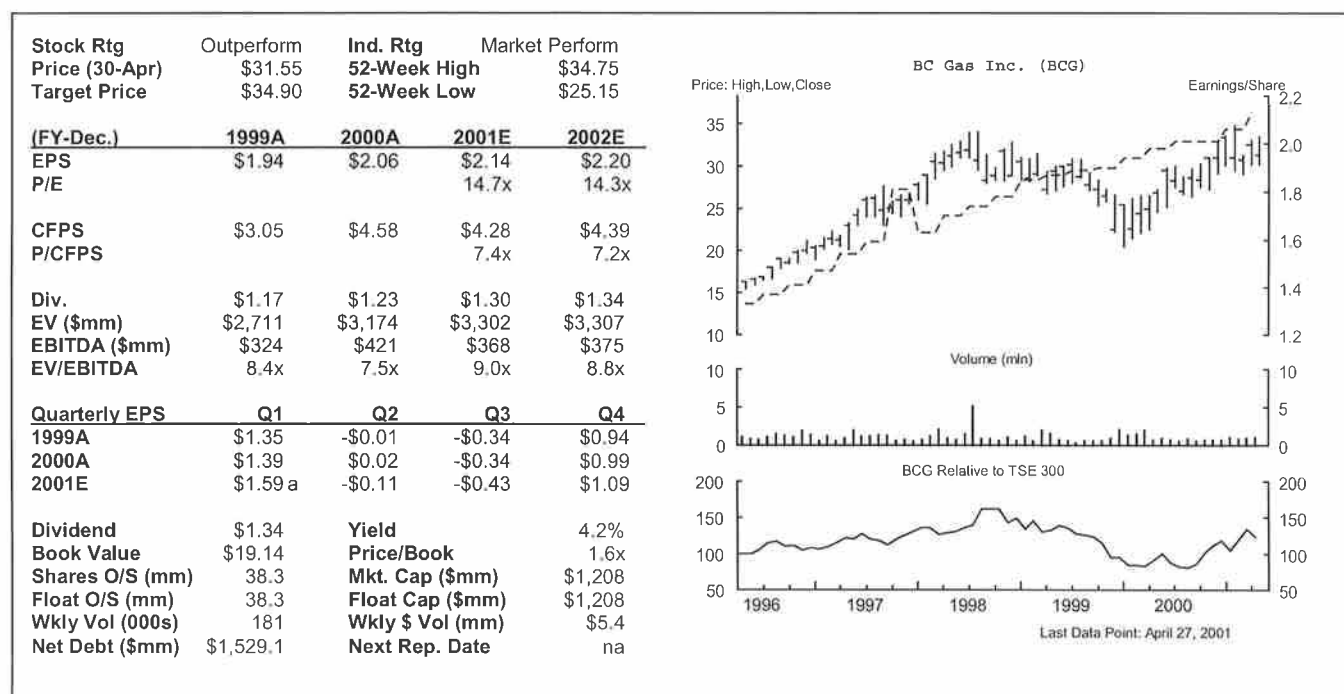 Stock Rtg Outperform Ind. Rtg Market Perform
Price (30-Apr) $31.55 52-Week High $34.75
Target Price $34.90 52-Week Low $25.15
(FY-Dec.) 1999A 2000A 2001E 2002E
EPS $1.94 $2.06 $2.14 $2.20
P/E 14.7x 14.3x
CFPS $3.05 $4.58 $4.28 $4.39
P/CFPS 7.4x 7.2x
Div. $1.17 $1.23 $1.30 $1.34
EV ($mm) $2,711 $3,174 $3,302 $3,307
EBITDA ($mm) $324 $421 $368 $375
EV/EBITDA 8.4x 7.5x 9.0x 8.8x
Quarterly EPS Q1 Q2 Q3 Q4
1999A $1.35 -$0.01 -$0.34 $0.94
2000A $1.39 $0.02 -$0.34 $0.99
2001E $1.59 a -$0.11 -$0.43 $1.09
Dividend $1.34 Yield 4.2%
Book Value $19.14 Price/Book 1.6x
Shares O/S (mm) 38.3 Mkt. Cap ($mm) $1,208
Float O/S (mm) 38.3 Float Cap ($mm) $1,208
Wkly Vol (000s) 181 Wkly $ Vol (mm) $5.4
Net Debt ($mm) $1,529.1 Next Rep. Date na
BC Gas Inc. (BCG)
Price: High,Low,Close Earnings/Share
2.2
35
30 2.0
25 1.8
20 1.6
15 1.4
10 1.2
Volume (mln)
10 10
5 5
0 0
BCG Relative to TSE 300
200 200
150 150
100 100
50 50
1996 1997 1998 1999 2000
Last Data Point: April 27, 2001